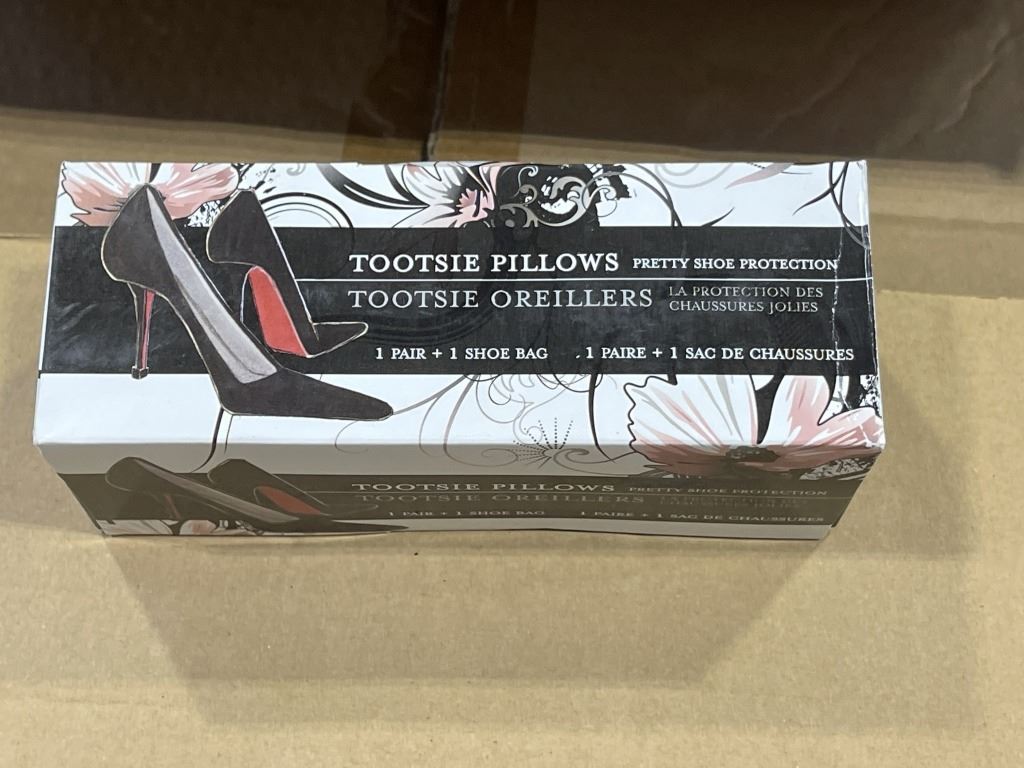 TOOTSIE PILLOWS PRETTY SHOE PROTECTION
TOOTSIE OREILLERS LA PROTECTION DES
CHAUSSURES JOLIES
1 PAIR + 1 SHOE BAG 1 PAIRE + 1 SAC DE CHAUSSURES
TOOTSIE PILLOWS PRETTY SHOE PROTECTION
TOOTSIE OREILLERS
1 PAIR + 1 SHOE BAG 1 PAIRE + 1 SAC DE CHAUSSURES